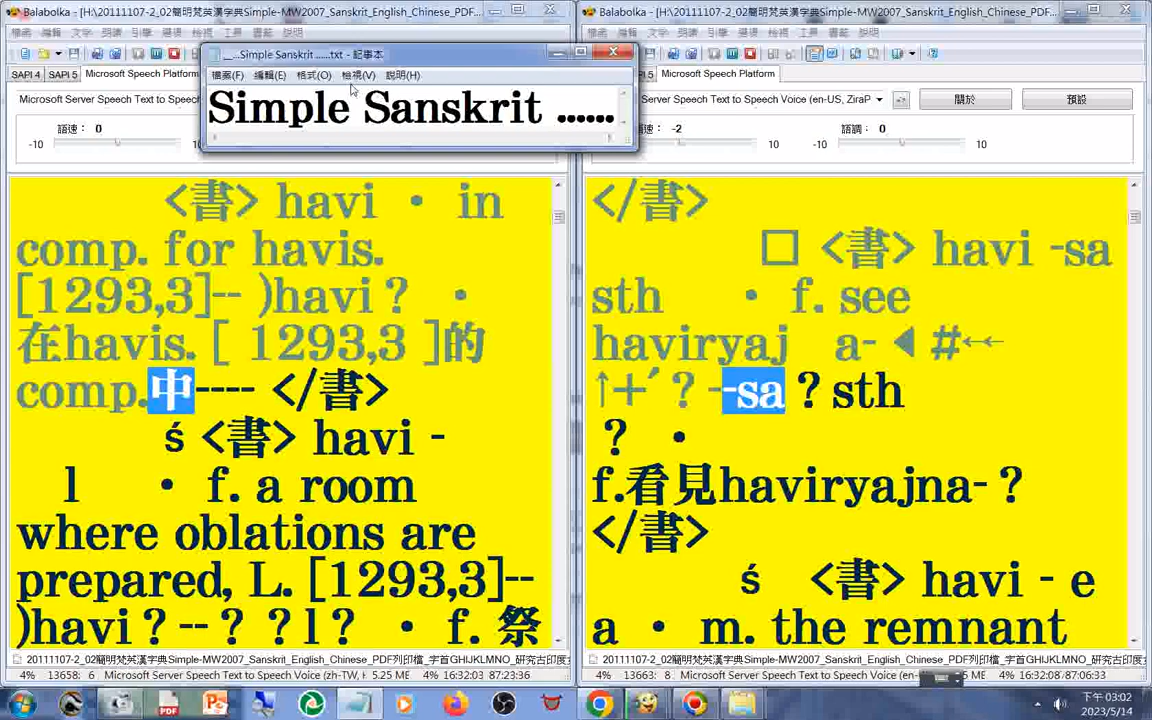 Balabolka - [H:\20111107-2_02簡明梵英漢字典Simple-MW2007_Sanskrit_English_Chinese_PDF...
Balabolka - [H:\20111107-2_02簡明梵英漢字典Simple-MW2007_Sanskrit_English_Chinese_PDF...
__...Simple Sanskrit ......txt - 記事本
檔案(F) 編輯(E) 格式(O) 檢視(V) 說明(H)
Simple Sanskrit ......
SAPI 4 SAPI 5 Microsoft Speech Platform
Microsoft Server Speech Text to Speech
語速： 0
-10
5 Microsoft Speech Platform
Server Speech Text to Speech Voice (en-US, ZiraP
關於 預設
語速： -2 語調： 0
10 -10 10
<書> havi • in
comp. for havis.
[1293,3]-- )havi？ •
在havis. [ 1293,3 ]的
comp.中---- </書>
ś <書> havi -
l • f. a room
where oblations are
prepared, L. [1293,3]--
)havi？--？？l？ • f. 祭
20111107-2_02簡明梵英漢字典Simple-MW2007_Sanskrit_English_Chinese_PDF列印檔_字首GHIJKLMNO_研究古印度
4% 13658: 6 Microsoft Server Speech Text to Speech Voice (zh-TW, H 5.25 ME 4% 16:32:03 87:23:36
</書>
□ <書> havi -sa
sth • f. see
haviryaj a- ◀ #←←
↑＋′？--sa ？sth
？ •
f.看見haviryajna-？
</書>
ś <書> havi - e
a • m. the remnant
20111107-2_02簡明梵英漢字典Simple-MW2007_Sanskrit_English_Chinese_PDF列印檔_字首GHIJKLMNO_研究古印度
4% 13663: 8 Microsoft Server Speech Text to Speech Voice (en- 5.25 ME 4% 16:32:08/87:06:33
下午 03:02
2023/5/14